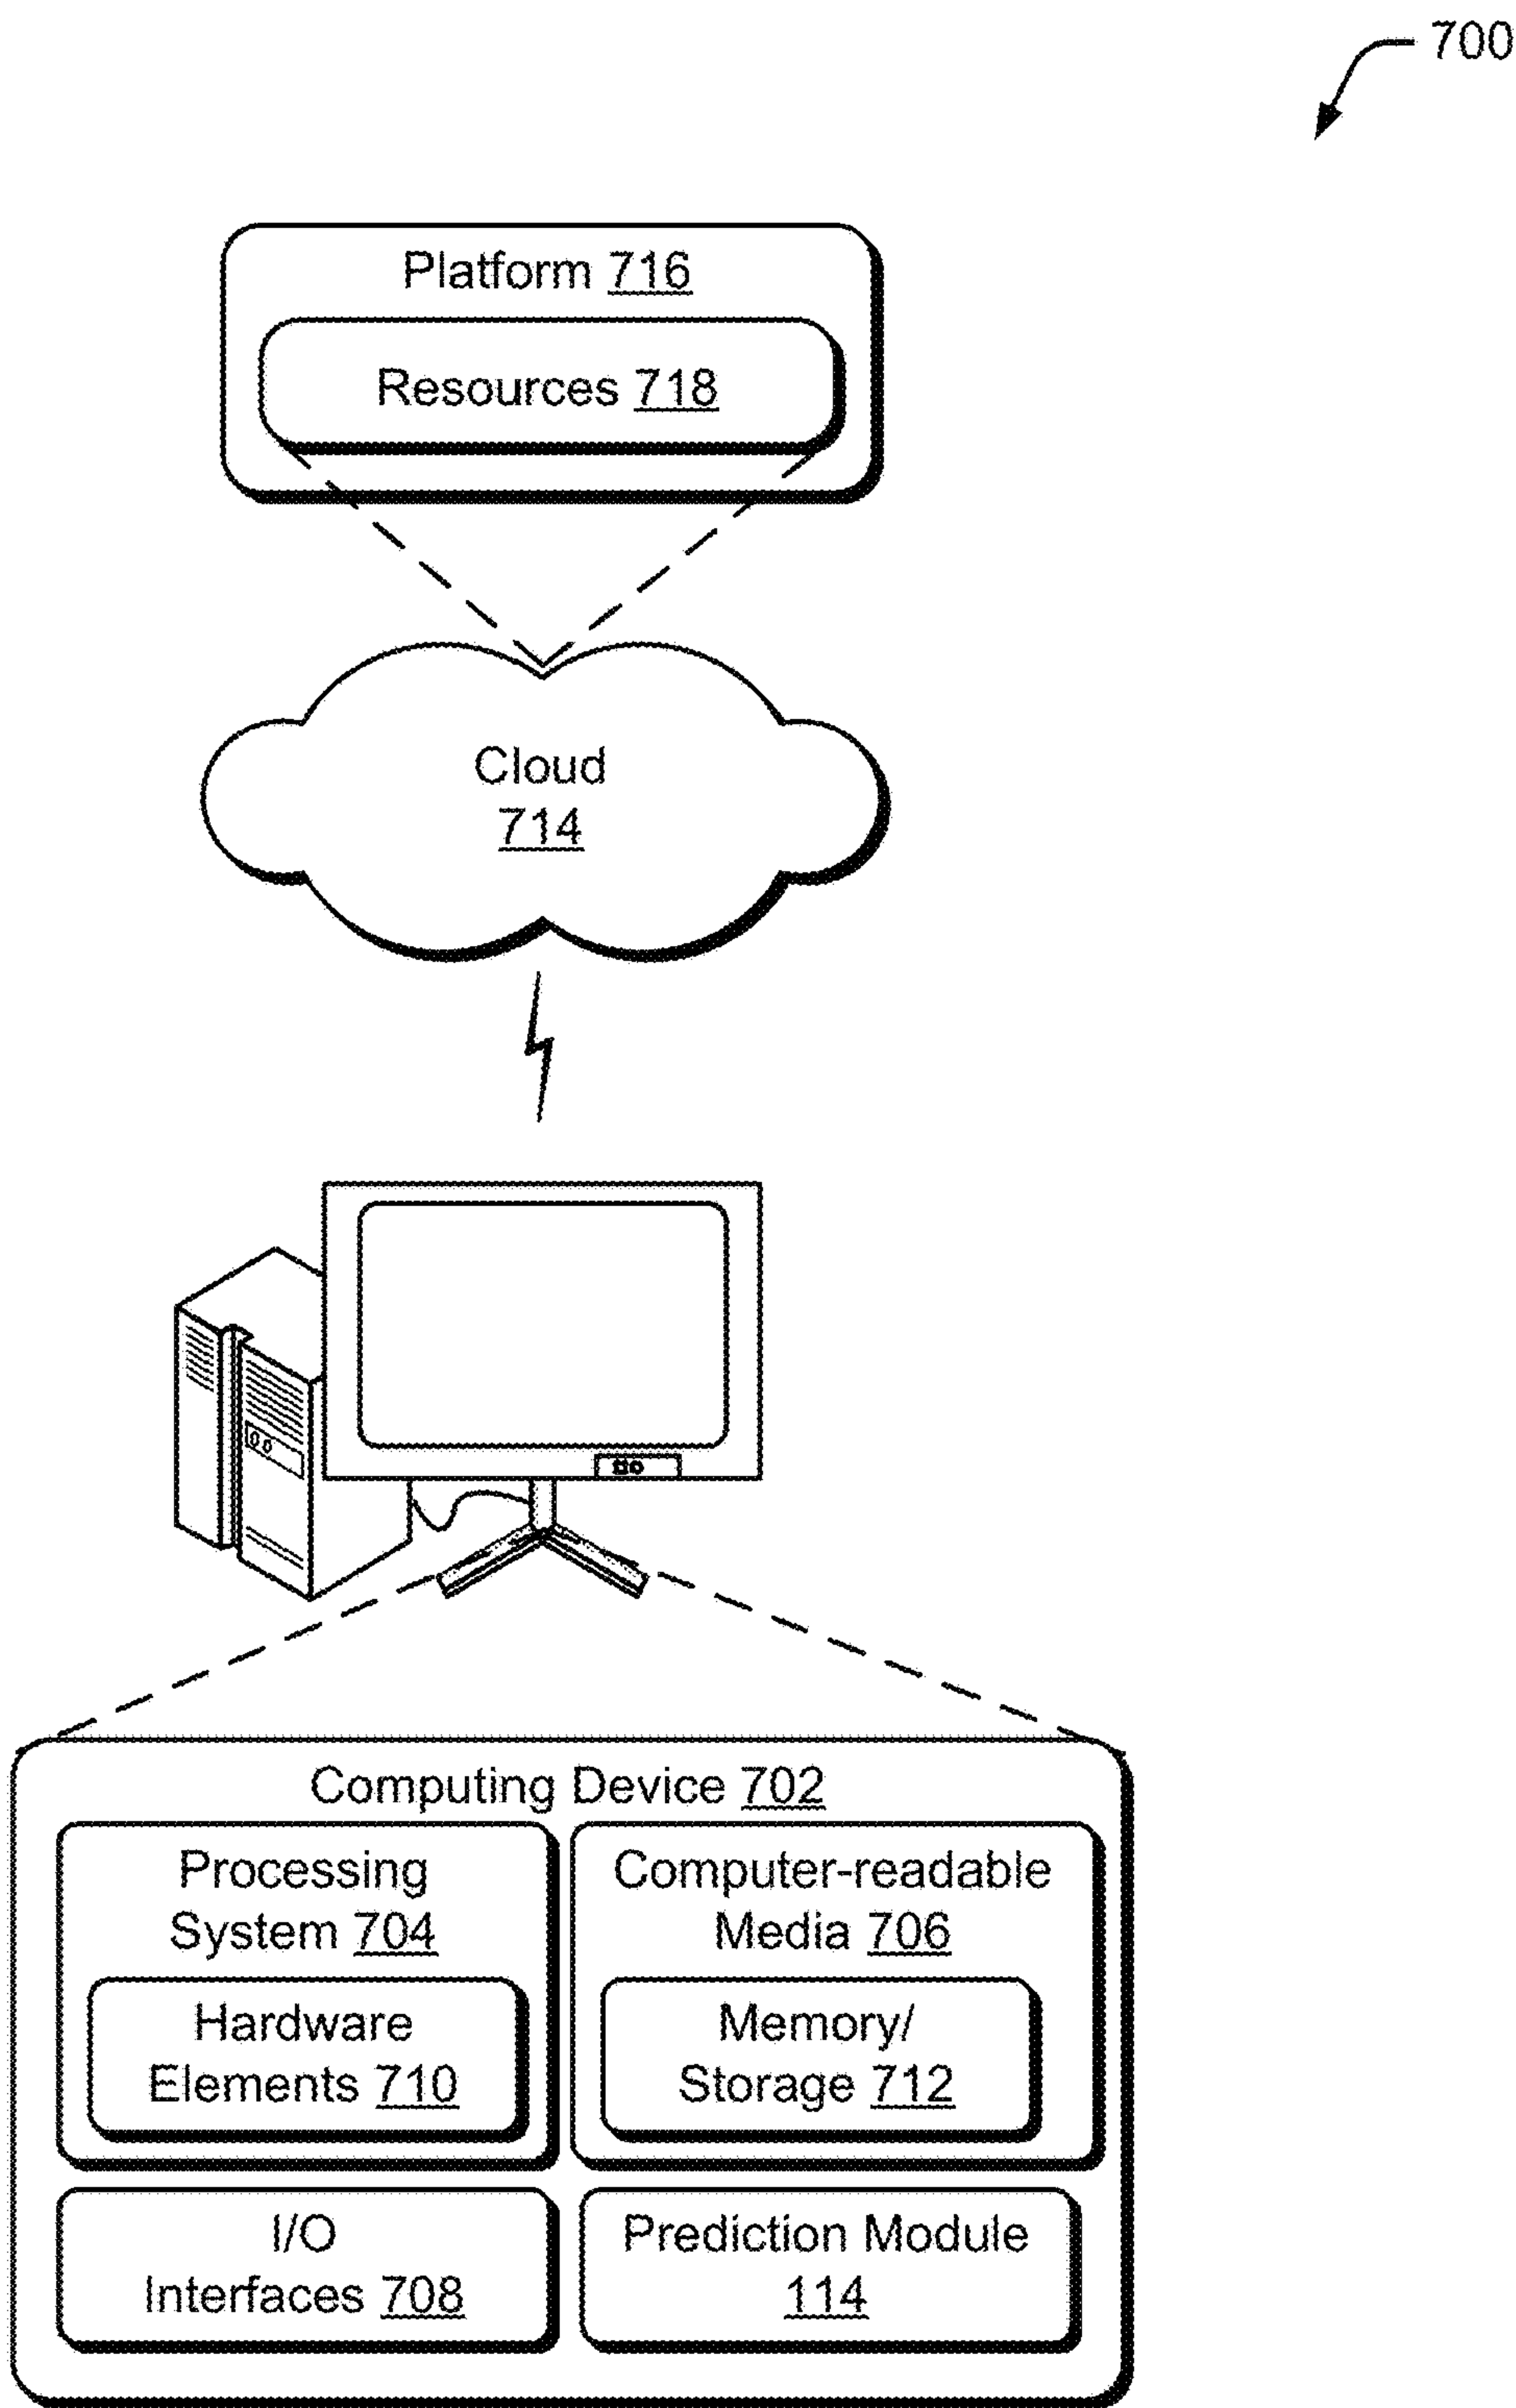 700
Platform 716
Resources 718
Cloud
714
Computing Device 702
Processing
System 704
Hardware
Elements 710
Computer-readable
Media 706
Memory/
Storage 712
I/O
Interfaces 708
Prediction Module
114